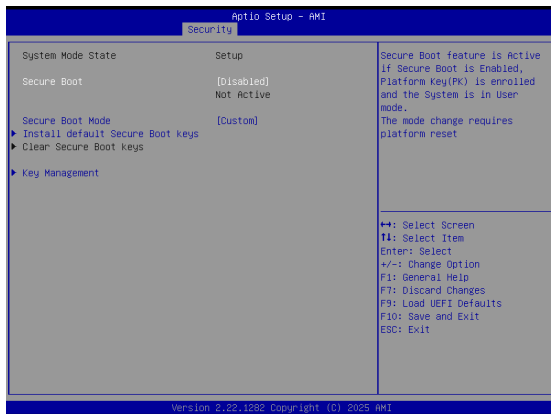 Aptio Setup - AMI
Security
System Mode State Setup
Secure Boot [Disabled]
Not Active
Secure Boot Mode [Custom]
Install default Secure Boot keys
Clear Secure Boot keys
Key Management
Secure Boot feature is Active
if Secure Boot is Enabled,
Platform Key(PK) is enrolled
and the System is in User
mode.
The mode change requires
platform reset
↔: Select Screen
↑↓: Select Item
Enter: Select
+/-: Change Option
F1: General Help
F7: Discard Changes
F9: Load UEFI Defaults
F10: Save and Exit
ESC: Exit
Version 2.22.1282 Copyright (C) 2025 AMI